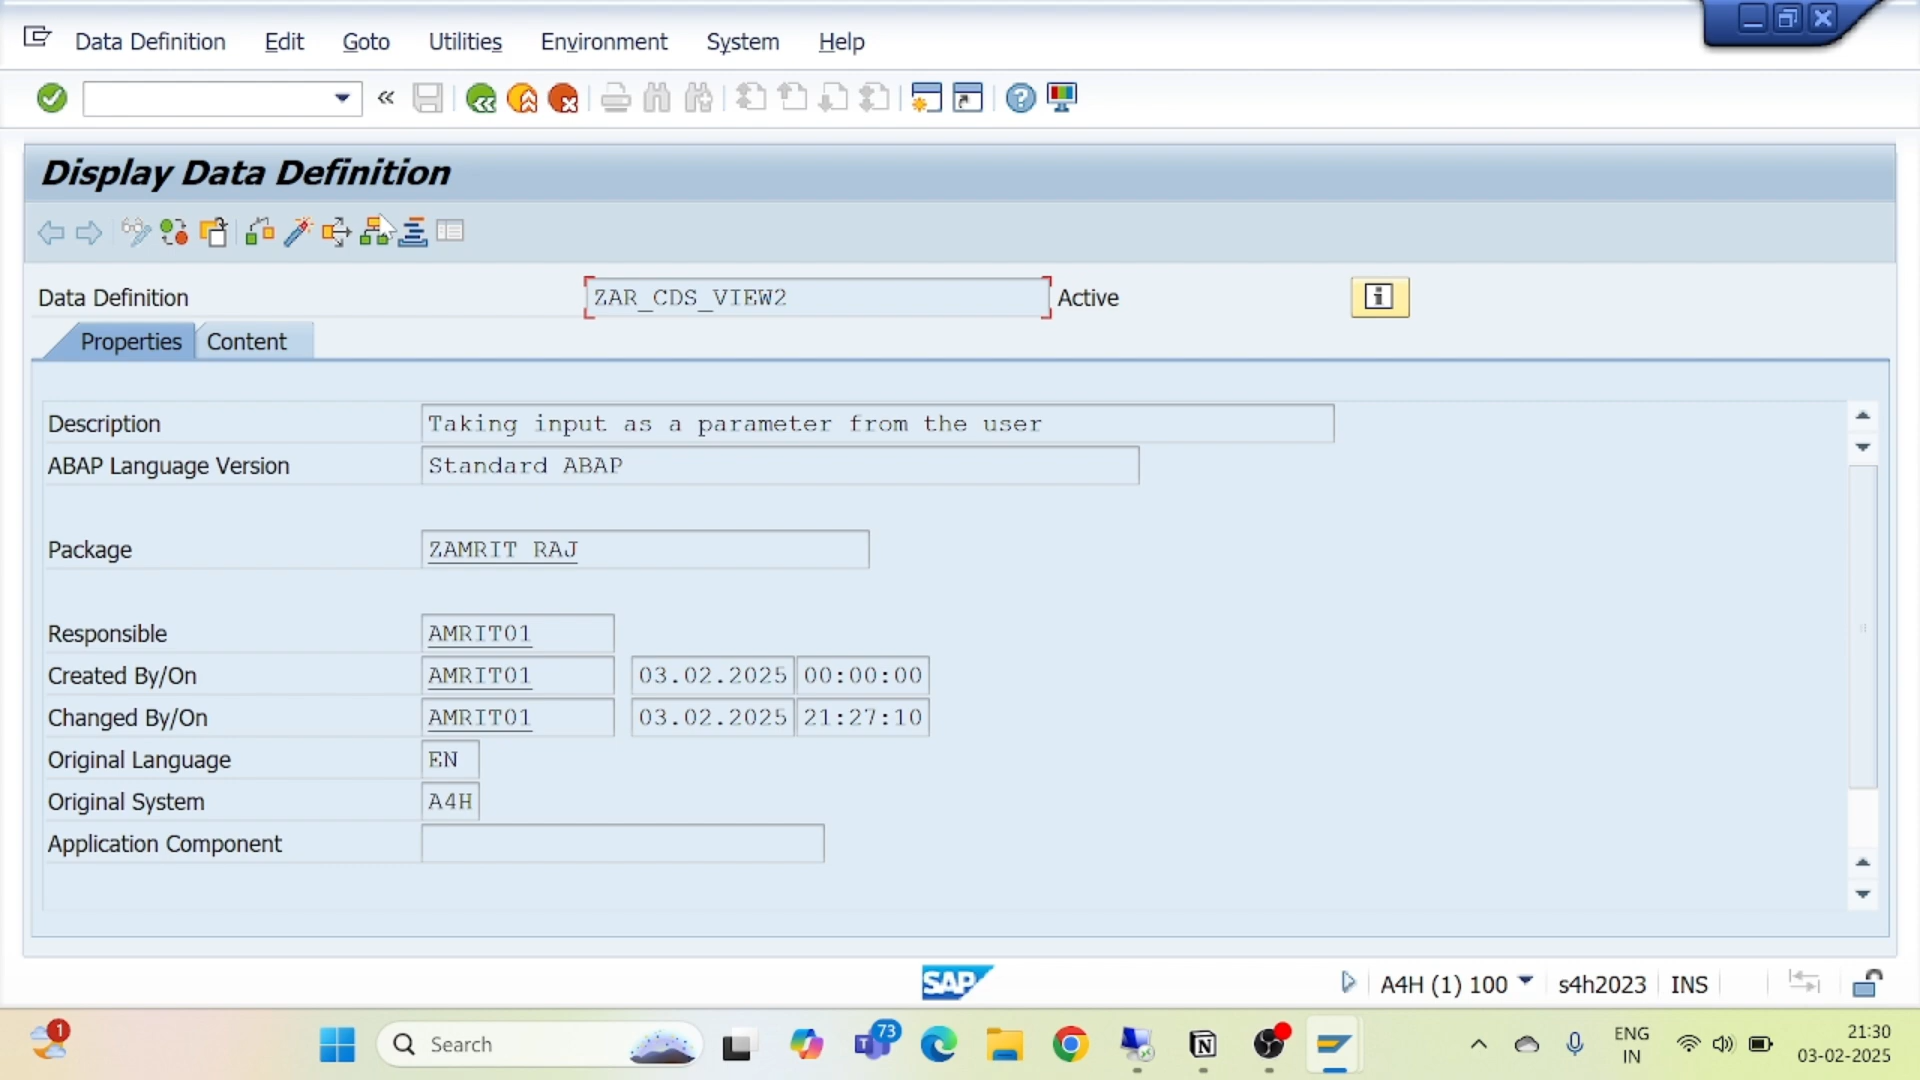 Data Definition Edit Goto Utilities Environment System Help
Display Data Definition
Data Definition ZAR_CDS_VIEW2 Active
Properties Content
Description Taking input as a parameter from the user
ABAP Language Version Standard ABAP
Package ZAMRIT RAJ
Responsible AMRIT01
Created By/On AMRIT01 03.02.2025 00:00:00
Changed By/On AMRIT01 03.02.2025 21:27:10
Original Language EN
Original System A4H
Application Component
SAP A4H (1) 100 s4h2023 INS
1 Search 73 ENG IN 21:30 03-02-2025